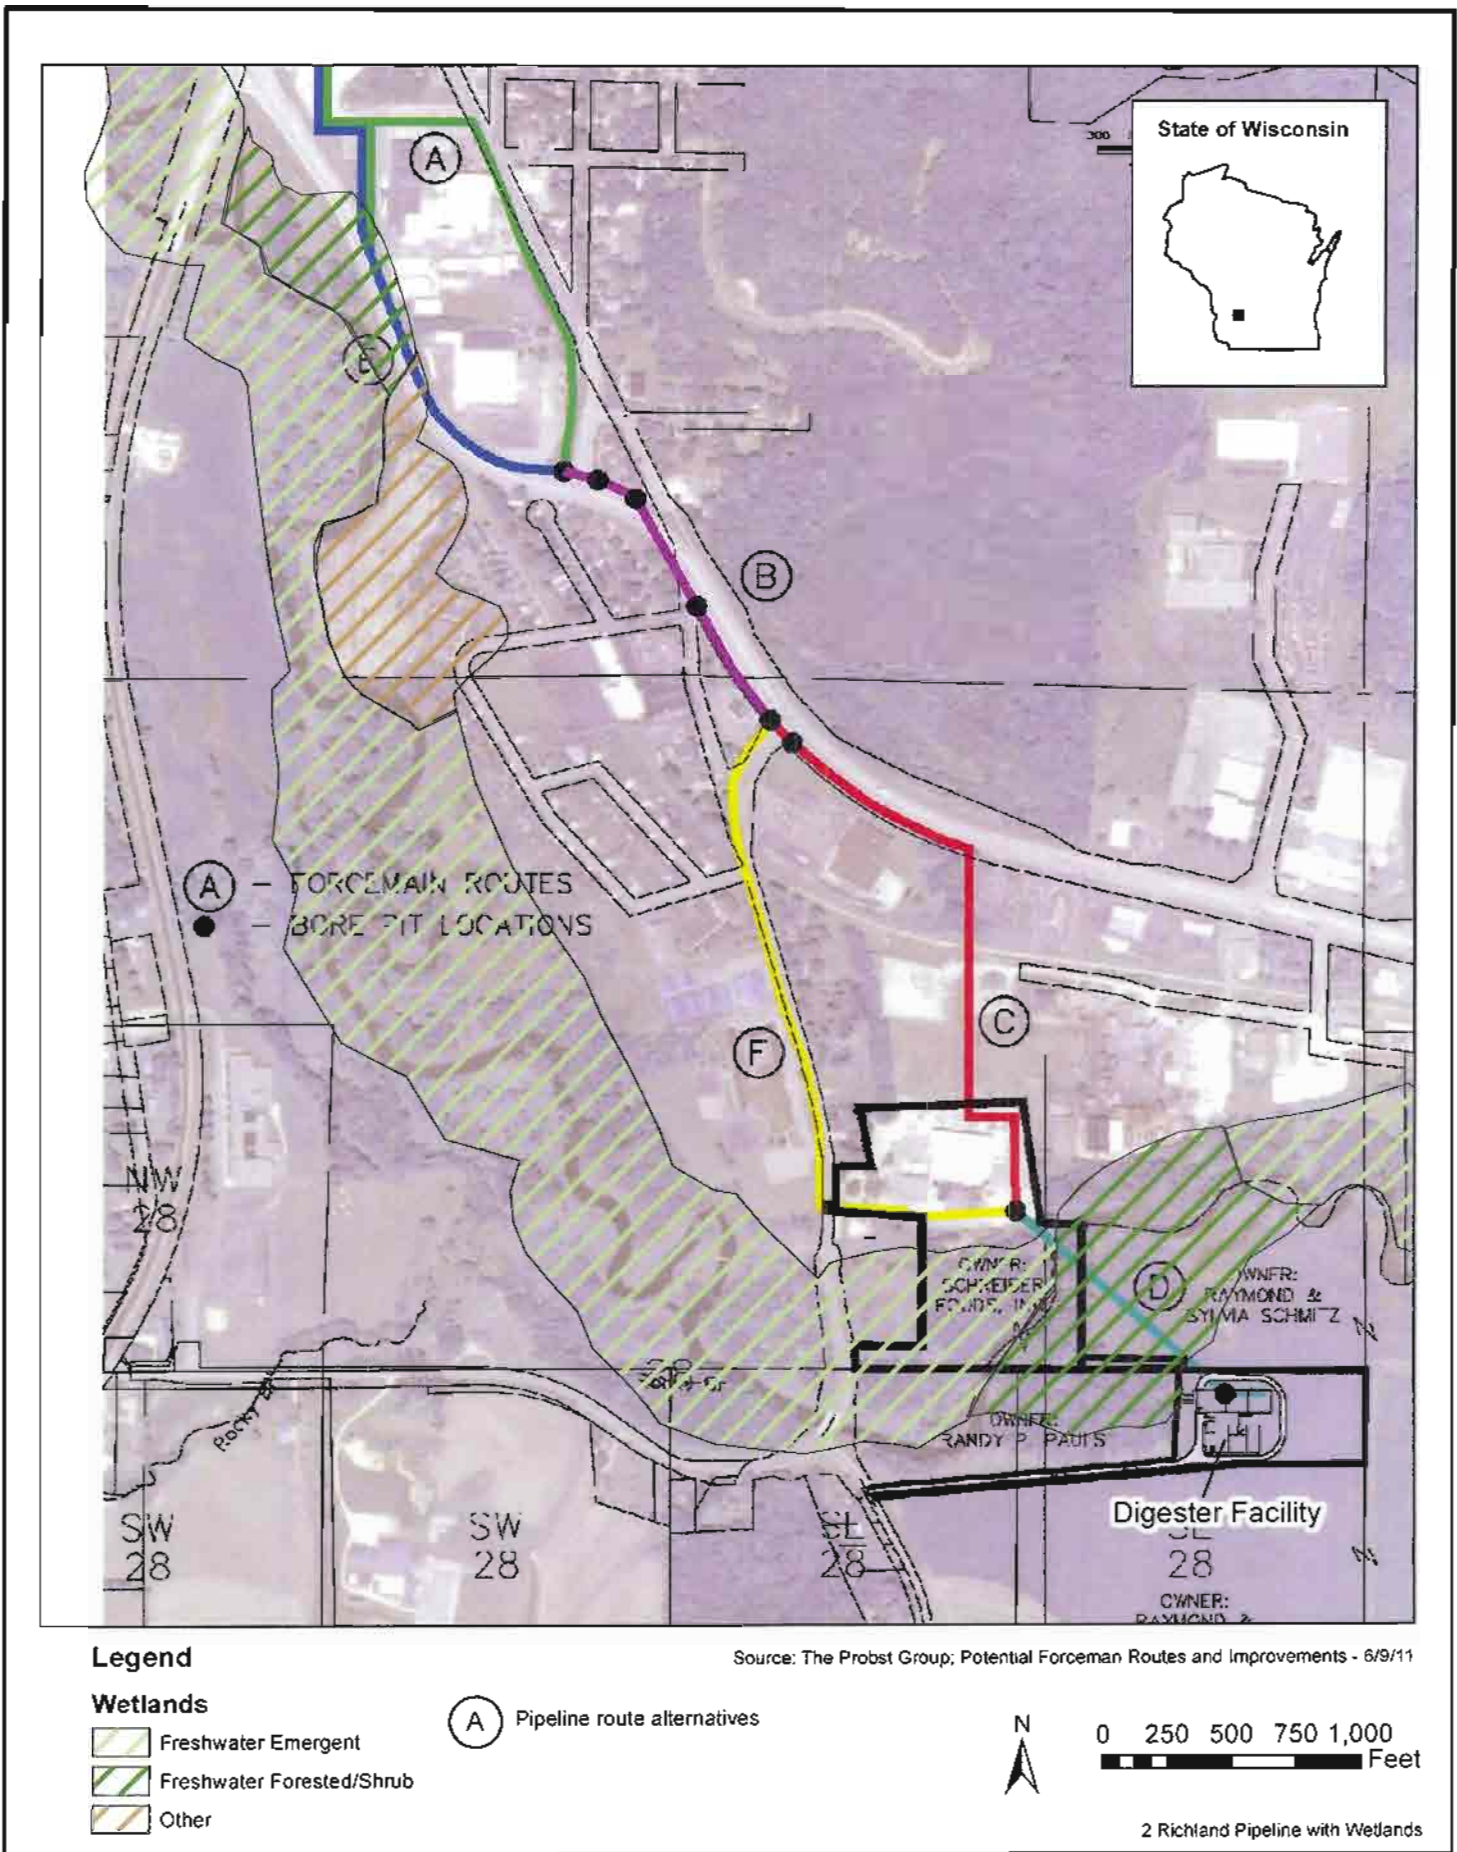 300
State of Wisconsin
A
E
B
A — FORCEMAIN ROUTES
— BORE PIT LOCATIONS
C
F
NW
28
OWNER:
SCHREIBER
FOODS, INC.
D
OWNER:
RAYMOND &
SYLVIA SCHMITZ
Rocky
OWNER:
RANDY P. PAULS
Digester Facility
SW
28
SW
28
SE
28
SE
28
OWNER:
RAYMOND &
Legend
Source: The Probst Group; Potential Forceman Routes and Improvements - 6/9/11
Wetlands
Freshwater Emergent
Freshwater Forested/Shrub
Other
A Pipeline route alternatives
N
0 250 500 750 1,000
Feet
2 Richland Pipeline with Wetlands